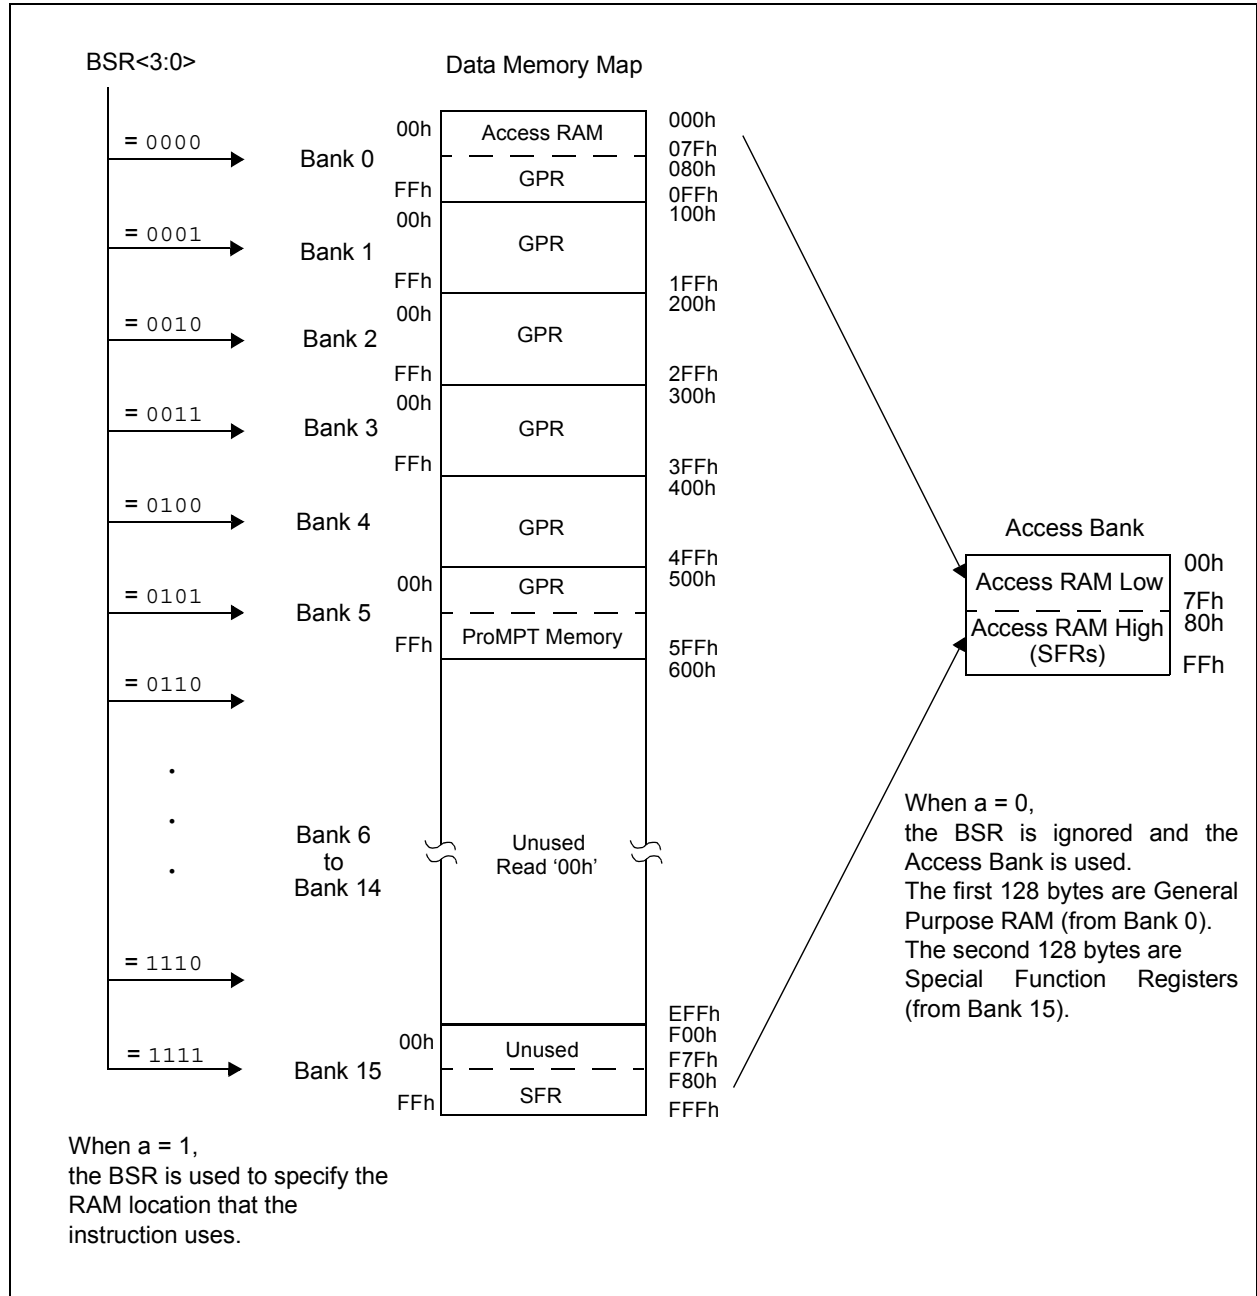 BSR<3:0>
Data Memory Map
= 0000
Bank 0
00h
Access RAM
000h
07Fh
080h
GPR
FFh
0FFh
= 0001
Bank 1
00h
100h
GPR
FFh
1FFh
= 0010
Bank 2
00h
200h
GPR
FFh
2FFh
= 0011
Bank 3
00h
300h
GPR
FFh
3FFh
= 0100
Bank 4
400h
GPR
4FFh
= 0101
Bank 5
00h
500h
GPR
ProMPT Memory
FFh
5FFh
= 0110
600h
.
.
.
Bank 6
to
Bank 14
Unused
Read ‘00h’
= 1110
EFFh
= 1111
Bank 15
00h
F00h
Unused
F7Fh
F80h
SFR
FFh
FFFh
Access Bank
Access RAM Low
00h
7Fh
Access RAM High
(SFRs)
80h
FFh
When a = 0,
the BSR is ignored and the
Access Bank is used.
The first 128 bytes are General
Purpose RAM (from Bank 0).
The second 128 bytes are
Special Function Registers
(from Bank 15).
When a = 1,
the BSR is used to specify the
RAM location that the
instruction uses.